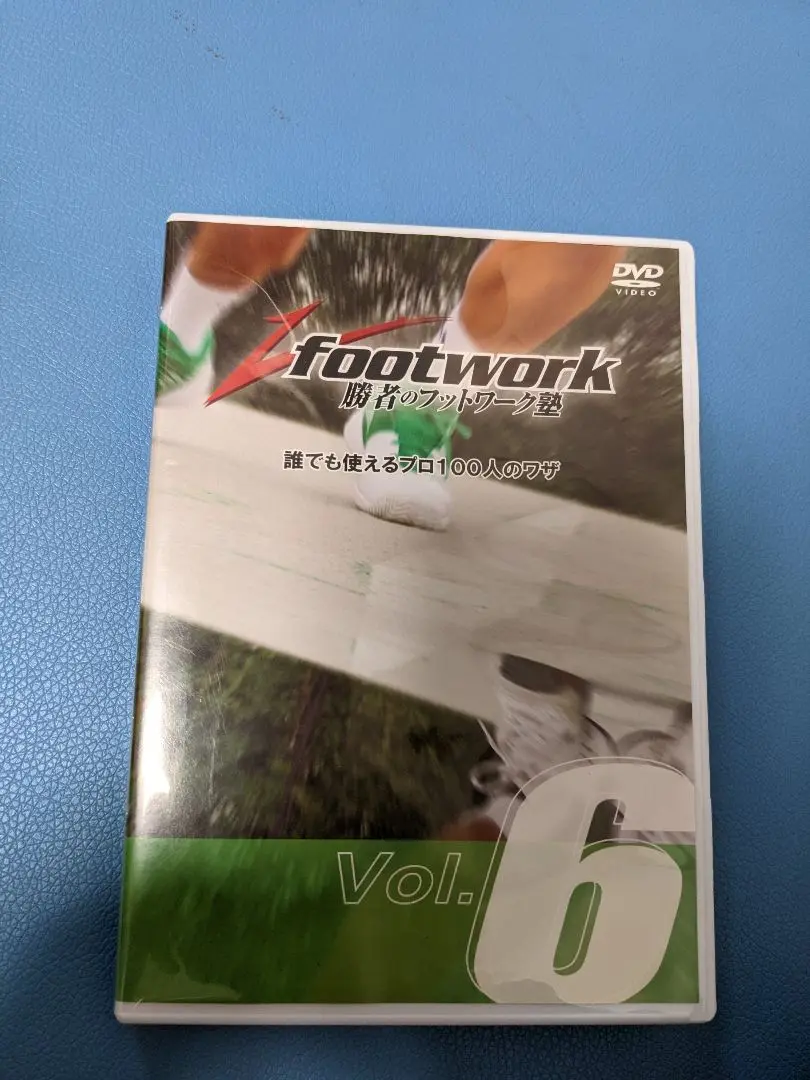 DVD
VIDEO
footwork
勝者のフットワーク塾
誰でも使えるプロ100人のワザ
Vol.6